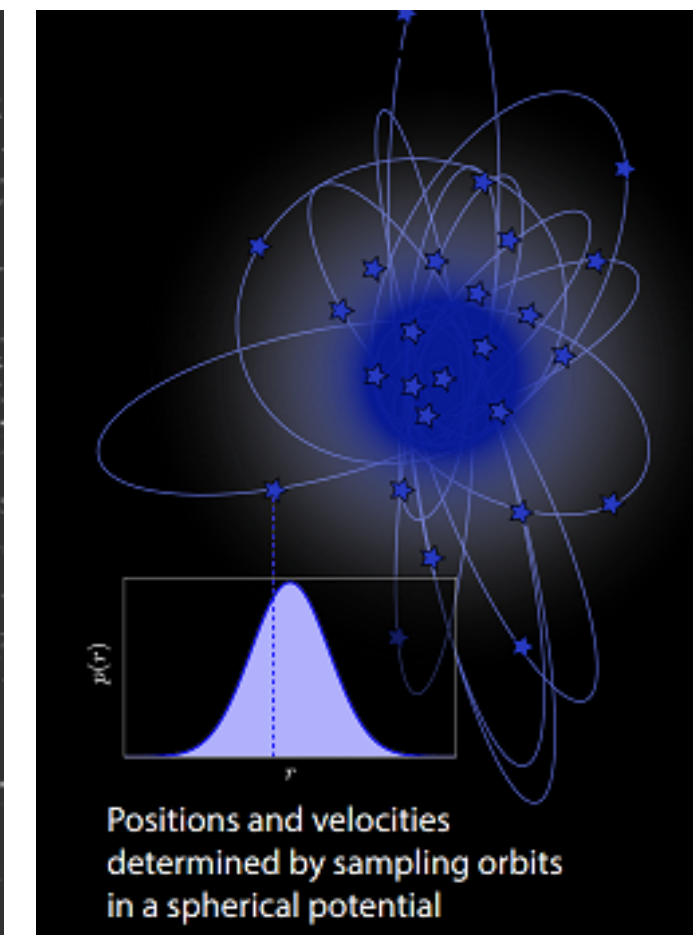 p(r)
r
Positions and velocities
determined by sampling orbits
in a spherical potential